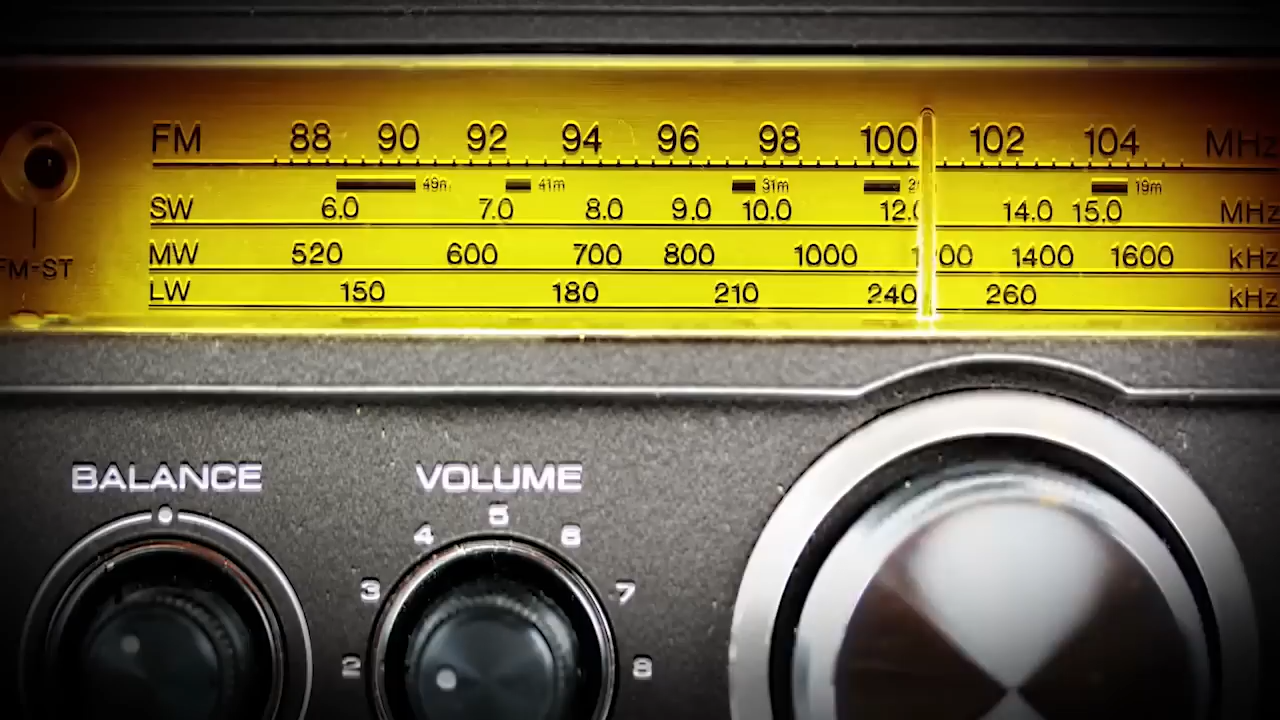 FM 88 90 92 94 96 98 100 102 104 MHz
49m 41m 31m 19m
SW 6.0 7.0 8.0 9.0 10.0 12.0 14.0 15.0 MHz
MW 520 600 700 800 1000 1400 1600 kHz
FM-ST
LW 150 180 210 240 260 kHz
BALANCE VOLUME
0
2 3 4 5 6 7 8